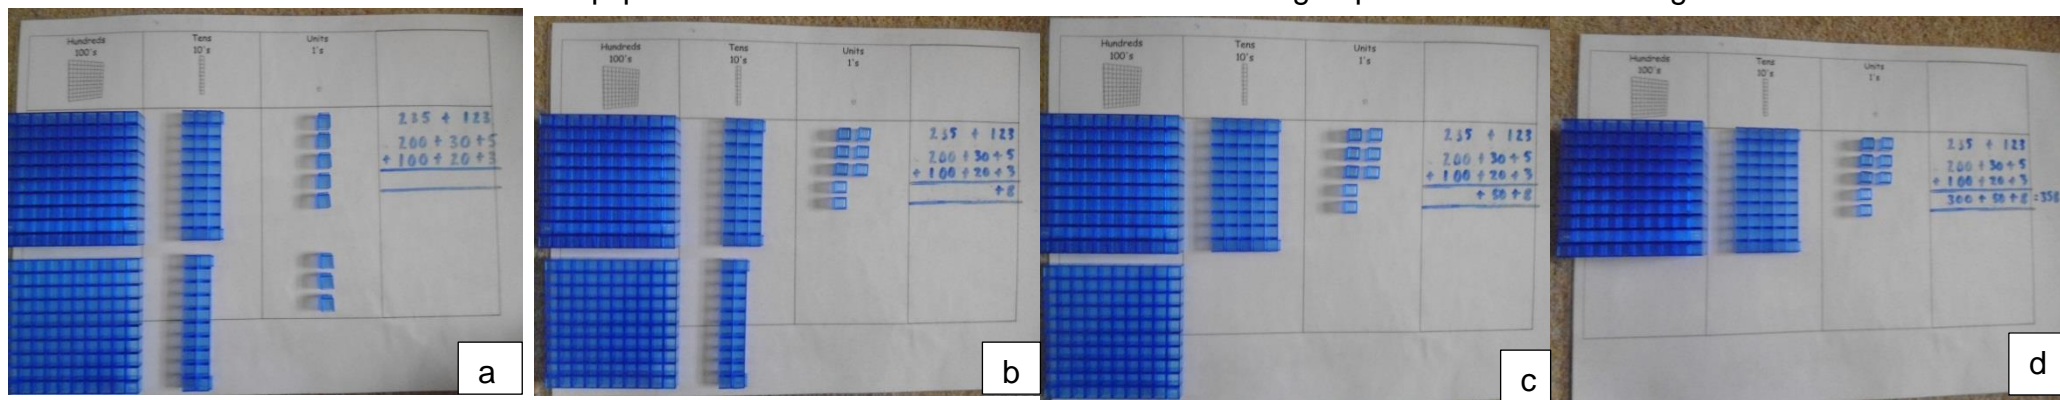 Hundreds
100's
Tens
10's
Units
1's
235 + 123
200 + 30 + 5
+ 100 + 20 + 3
a
Hundreds
100's
Tens
10's
Units
1's
235 + 123
200 + 30 + 5
+ 100 + 20 + 3
+ 8
b
Hundreds
100's
Tens
10's
Units
1's
235 + 123
200 + 30 + 5
+ 100 + 20 + 3
+ 50 + 8
c
Hundreds
100's
Tens
10's
Units
1's
235 + 123
200 + 30 + 5
+ 100 + 20 + 3
300 + 50 + 8 = 358
d